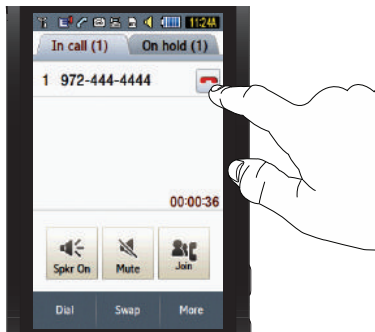 11:24A
In call (1) On hold (1)
1 972-444-4444
00:00:36
Spkr On Mute Join
Dial Swap More